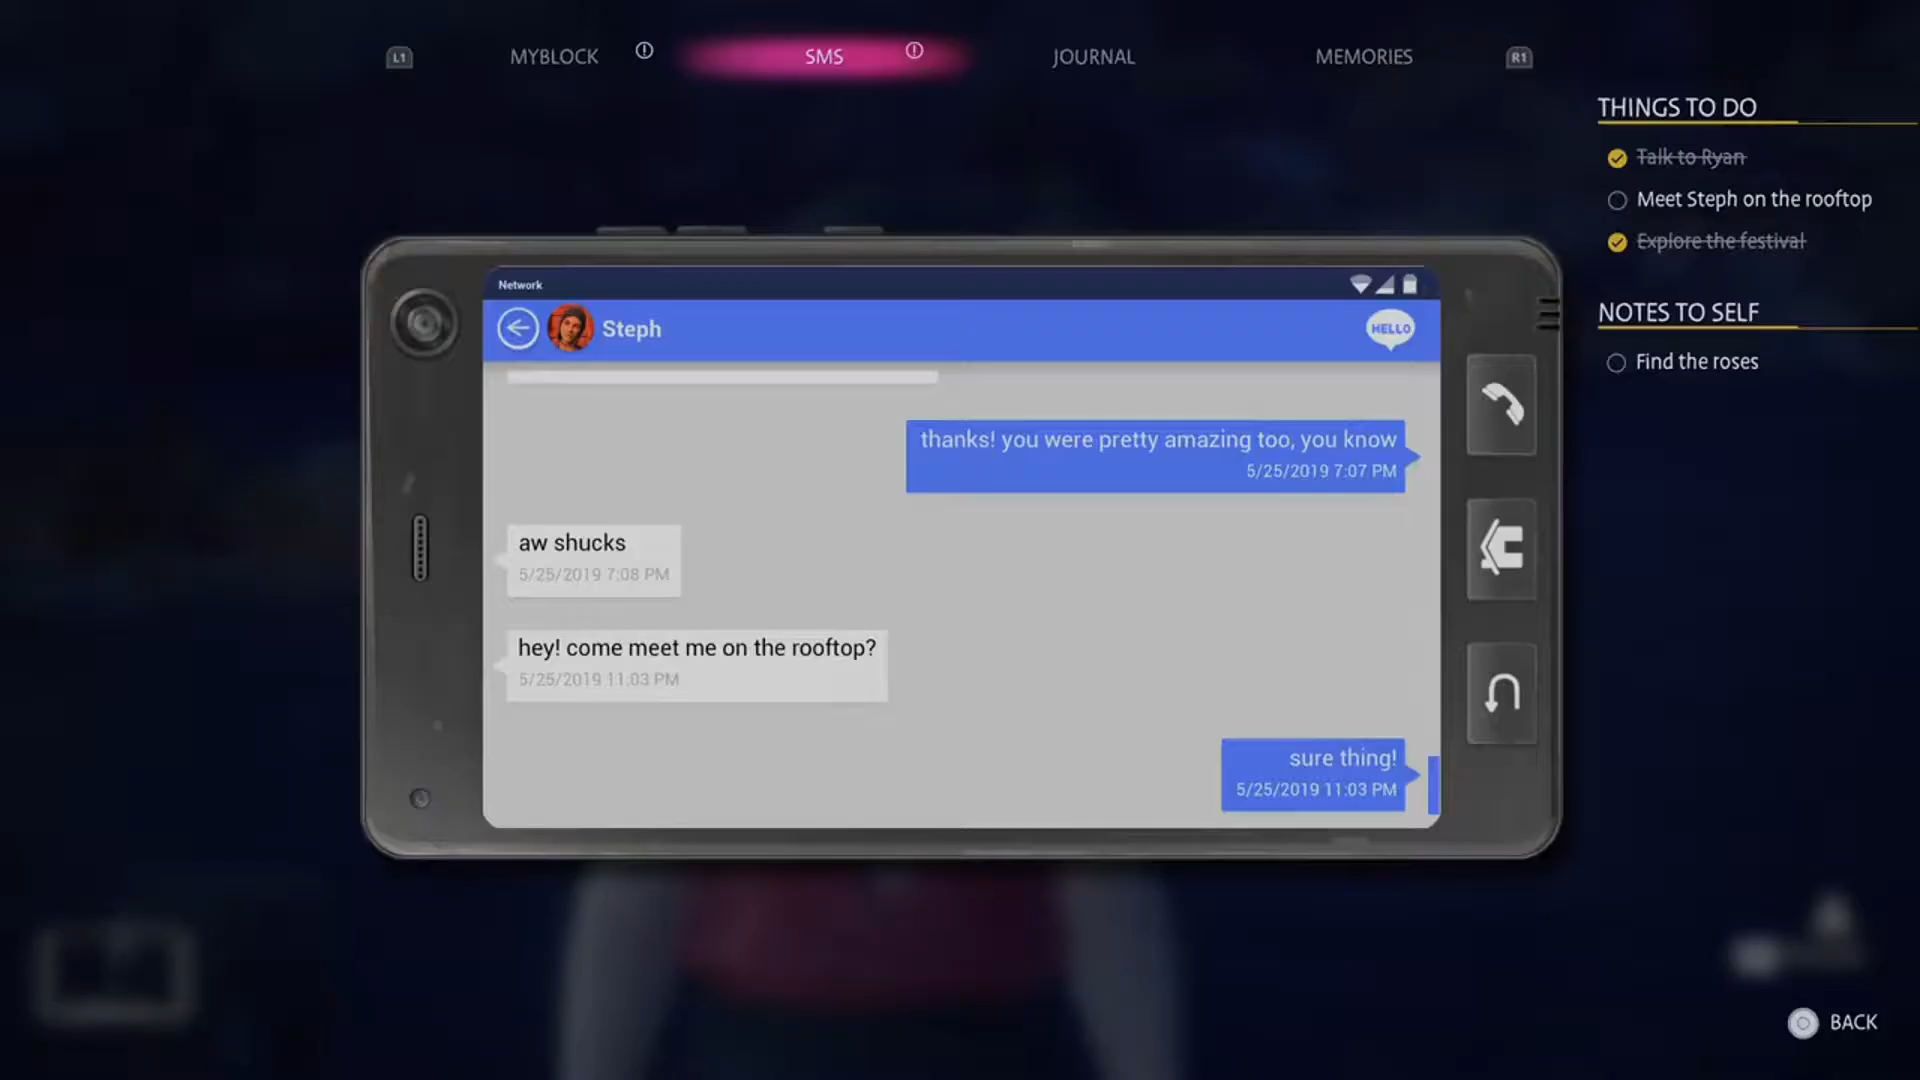 L1
MYBLOCK
SMS
JOURNAL
MEMORIES
R1
THINGS TO DO
Talk to Ryan
Meet Steph on the rooftop
Explore the festival
NOTES TO SELF
Find the roses
Network
Steph
HELLO
thanks! you were pretty amazing too, you know
5/25/2019 7:07 PM
aw shucks
5/25/2019 7:08 PM
hey! come meet me on the rooftop?
5/25/2019 11:03 PM
sure thing!
5/25/2019 11:03 PM
BACK